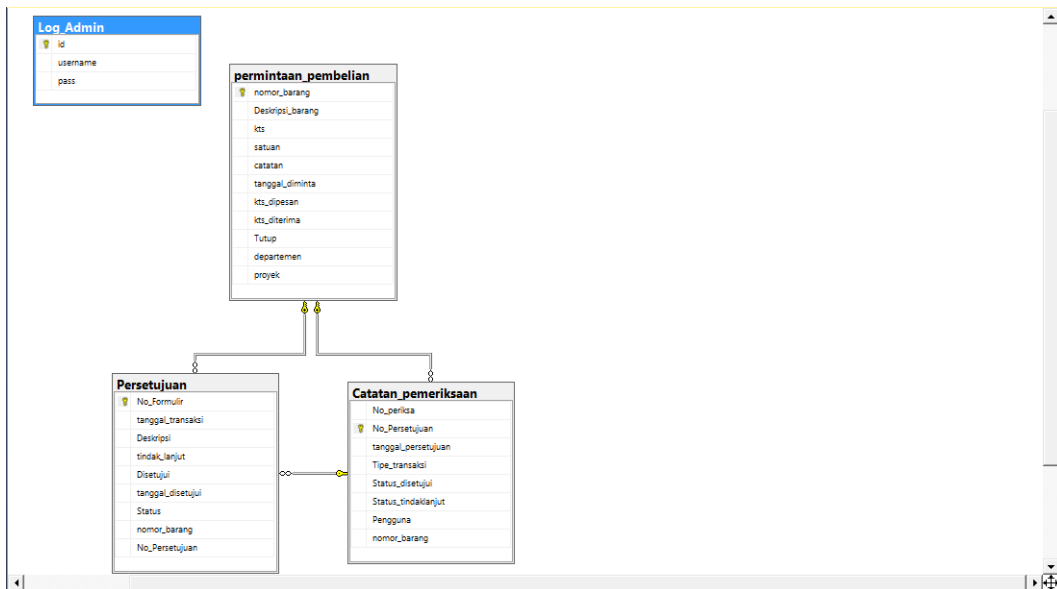 Log_Admin
id
username
pass
permintaan_pembelian
nomor_barang
Deskripsi_barang
kts
satuan
catatan
tanggal_diminta
kts_dipesan
kts_diterima
Tutup
departemen
proyek
Persetujuan
No_Formulir
tanggal_transaksi
Deskripsi
tindak_lanjut
Disetujui
tanggal_disetujui
Status
nomor_barang
No_Persetujuan
Catatan_pemeriksaan
No_periksa
No_Persetujuan
tanggal_persetujuan
Tipe_transaksi
Status_disetujui
Status_tindaklanjut
Pengguna
nomor_barang